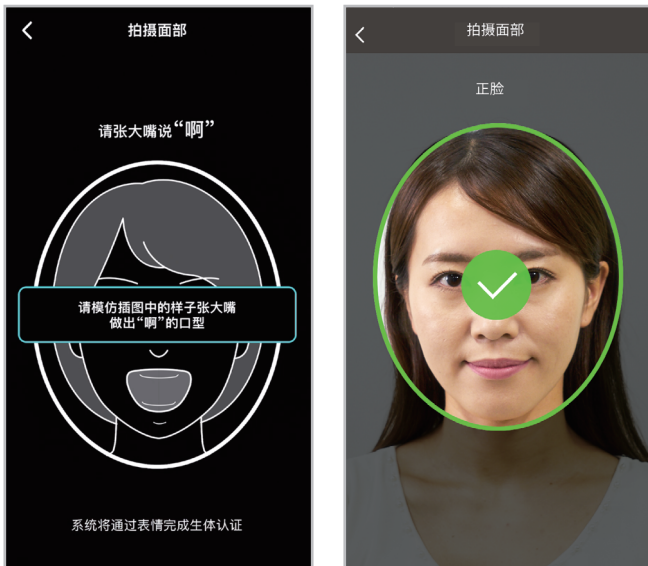 拍摄面部
请张大嘴说“啊”
请模仿插图中的样子张大嘴
做出“啊”的口型
系统将通过表情完成生体认证
拍摄面部
正脸